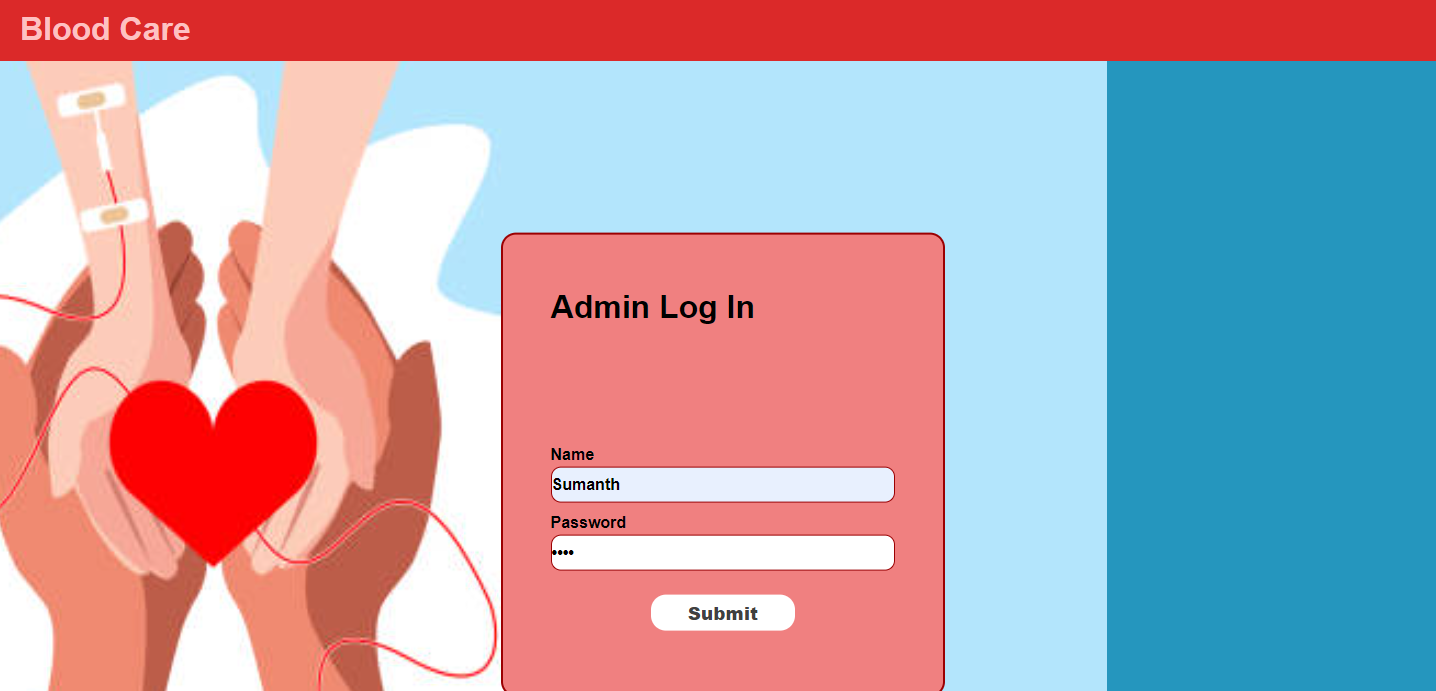 Blood Care
Admin Log In
Name
Sumanth
Password
••••
Submit